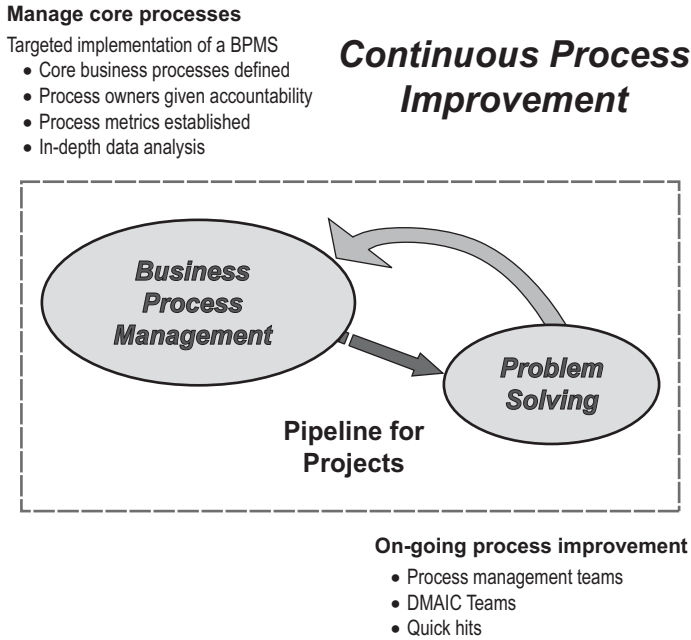 Manage core processes
Targeted implementation of a BPMS
• Core business processes defined
• Process owners given accountability
• Process metrics established
• In-depth data analysis
Continuous Process
Improvement
Business
Process
Management
Problem
Solving
Pipeline for
Projects
On-going process improvement
• Process management teams
• DMAIC Teams
• Quick hits